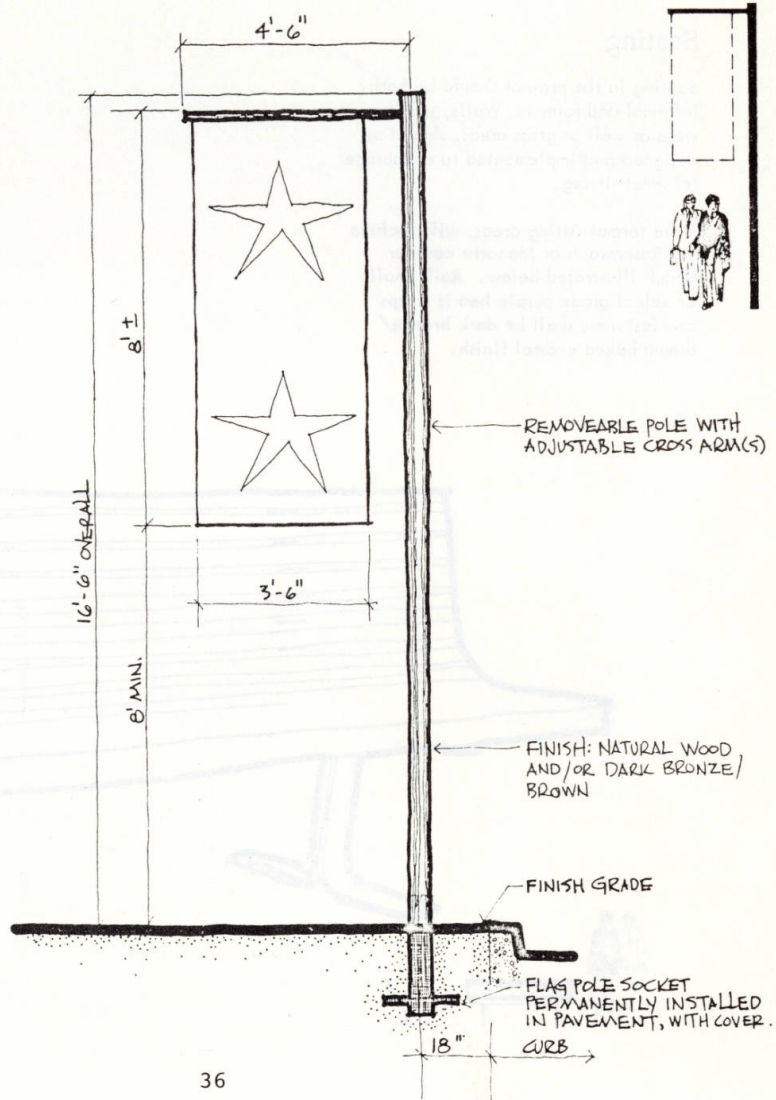 4'-6"
8' ±
16'-6" OVERALL
REMOVEABLE POLE WITH
ADJUSTABLE CROSS ARM(S)
3'-6"
8' MIN.
FINISH: NATURAL WOOD
AND/OR DARK BRONZE/
BROWN
FINISH GRADE
FLAG POLE SOCKET
PERMANENTLY INSTALLED
IN PAVEMENT, WITH COVER.
18" CURB
36